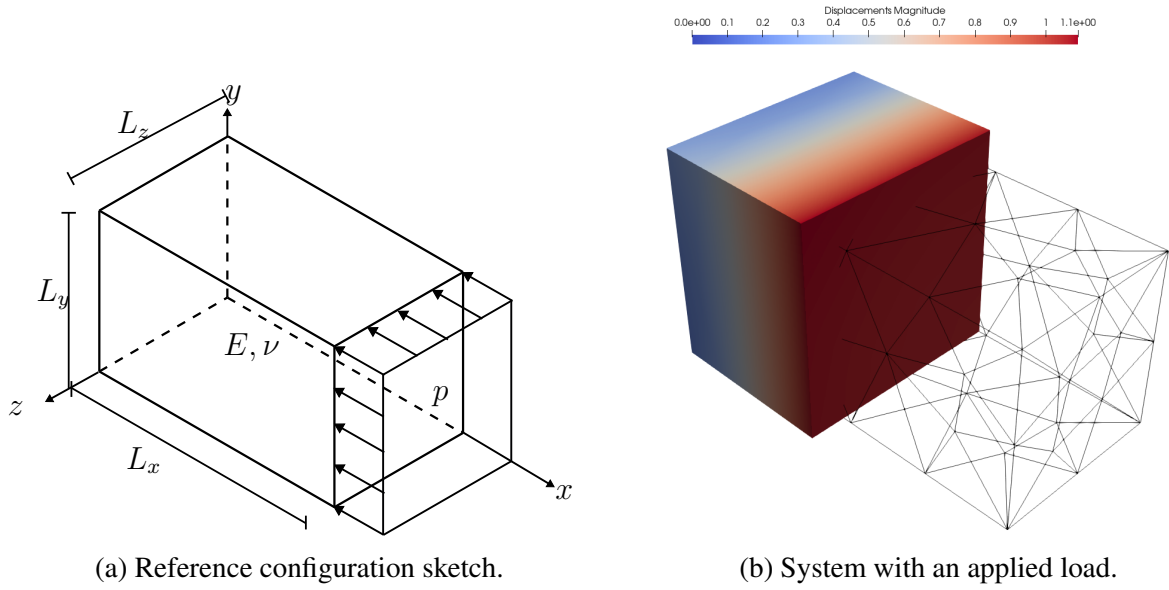 Displacements Magnitude
0.0e+00 0.1 0.2 0.3 0.4 0.5 0.6 0.7 0.8 0.9 1 1.1e+00
y
L_z
L_y
E, ν
p
z
L_x
x
(a) Reference configuration sketch.
(b) System with an applied load.